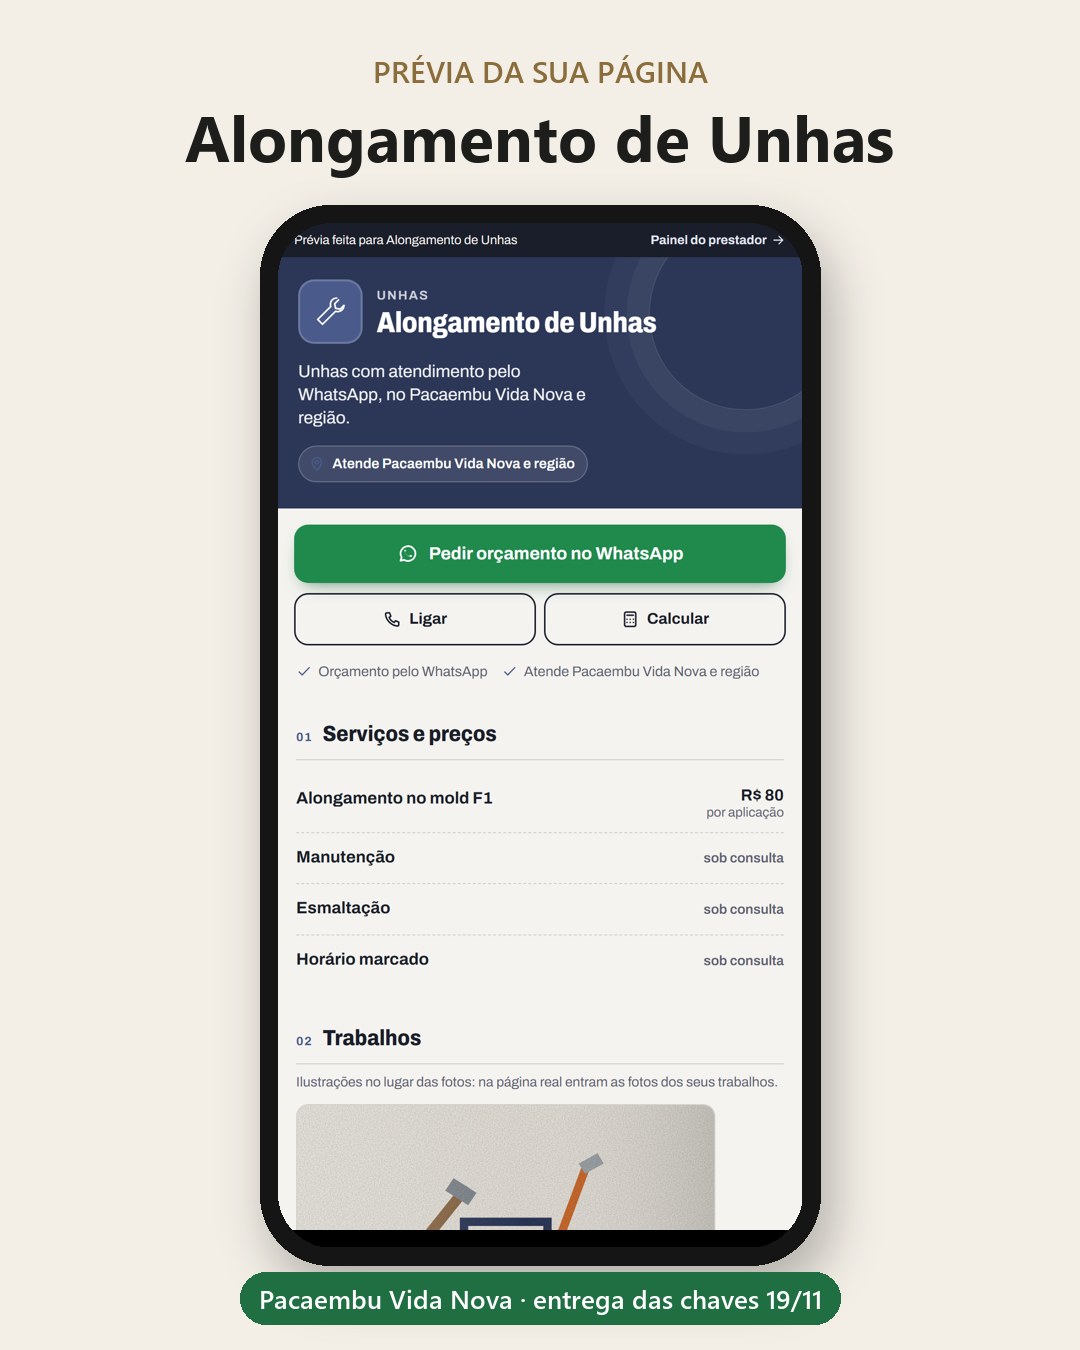 PRÉVIA DA SUA PÁGINA
Alongamento de Unhas
Prévia feita para Alongamento de Unhas
Painel do prestador →
UNHAS
Alongamento de Unhas
Unhas com atendimento pelo
WhatsApp, no Pacaembu Vida Nova e
região.
Atende Pacaembu Vida Nova e região
Pedir orçamento no WhatsApp
Ligar
Calcular
Orçamento pelo WhatsApp
Atende Pacaembu Vida Nova e região
01 Serviços e preços
Alongamento no mold F1
R$ 80
por aplicação
Manutenção
sob consulta
Esmaltação
sob consulta
Horário marcado
sob consulta
02 Trabalhos
Ilustrações no lugar das fotos: na página real entram as fotos dos seus trabalhos.
Pacaembu Vida Nova · entrega das chaves 19/11